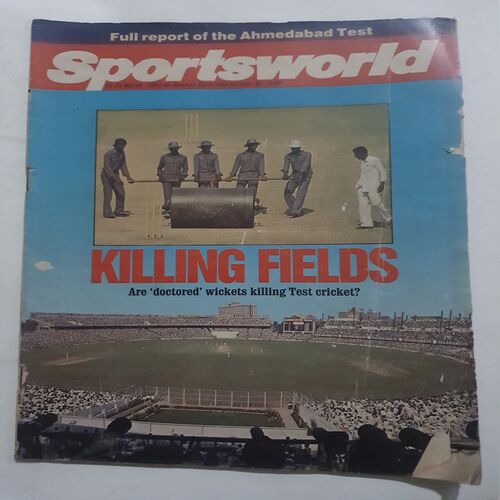 Full report of the Ahmedabad Test
Sportsworld
KILLING FIELDS
Are 'doctored' wickets killing Test cricket?